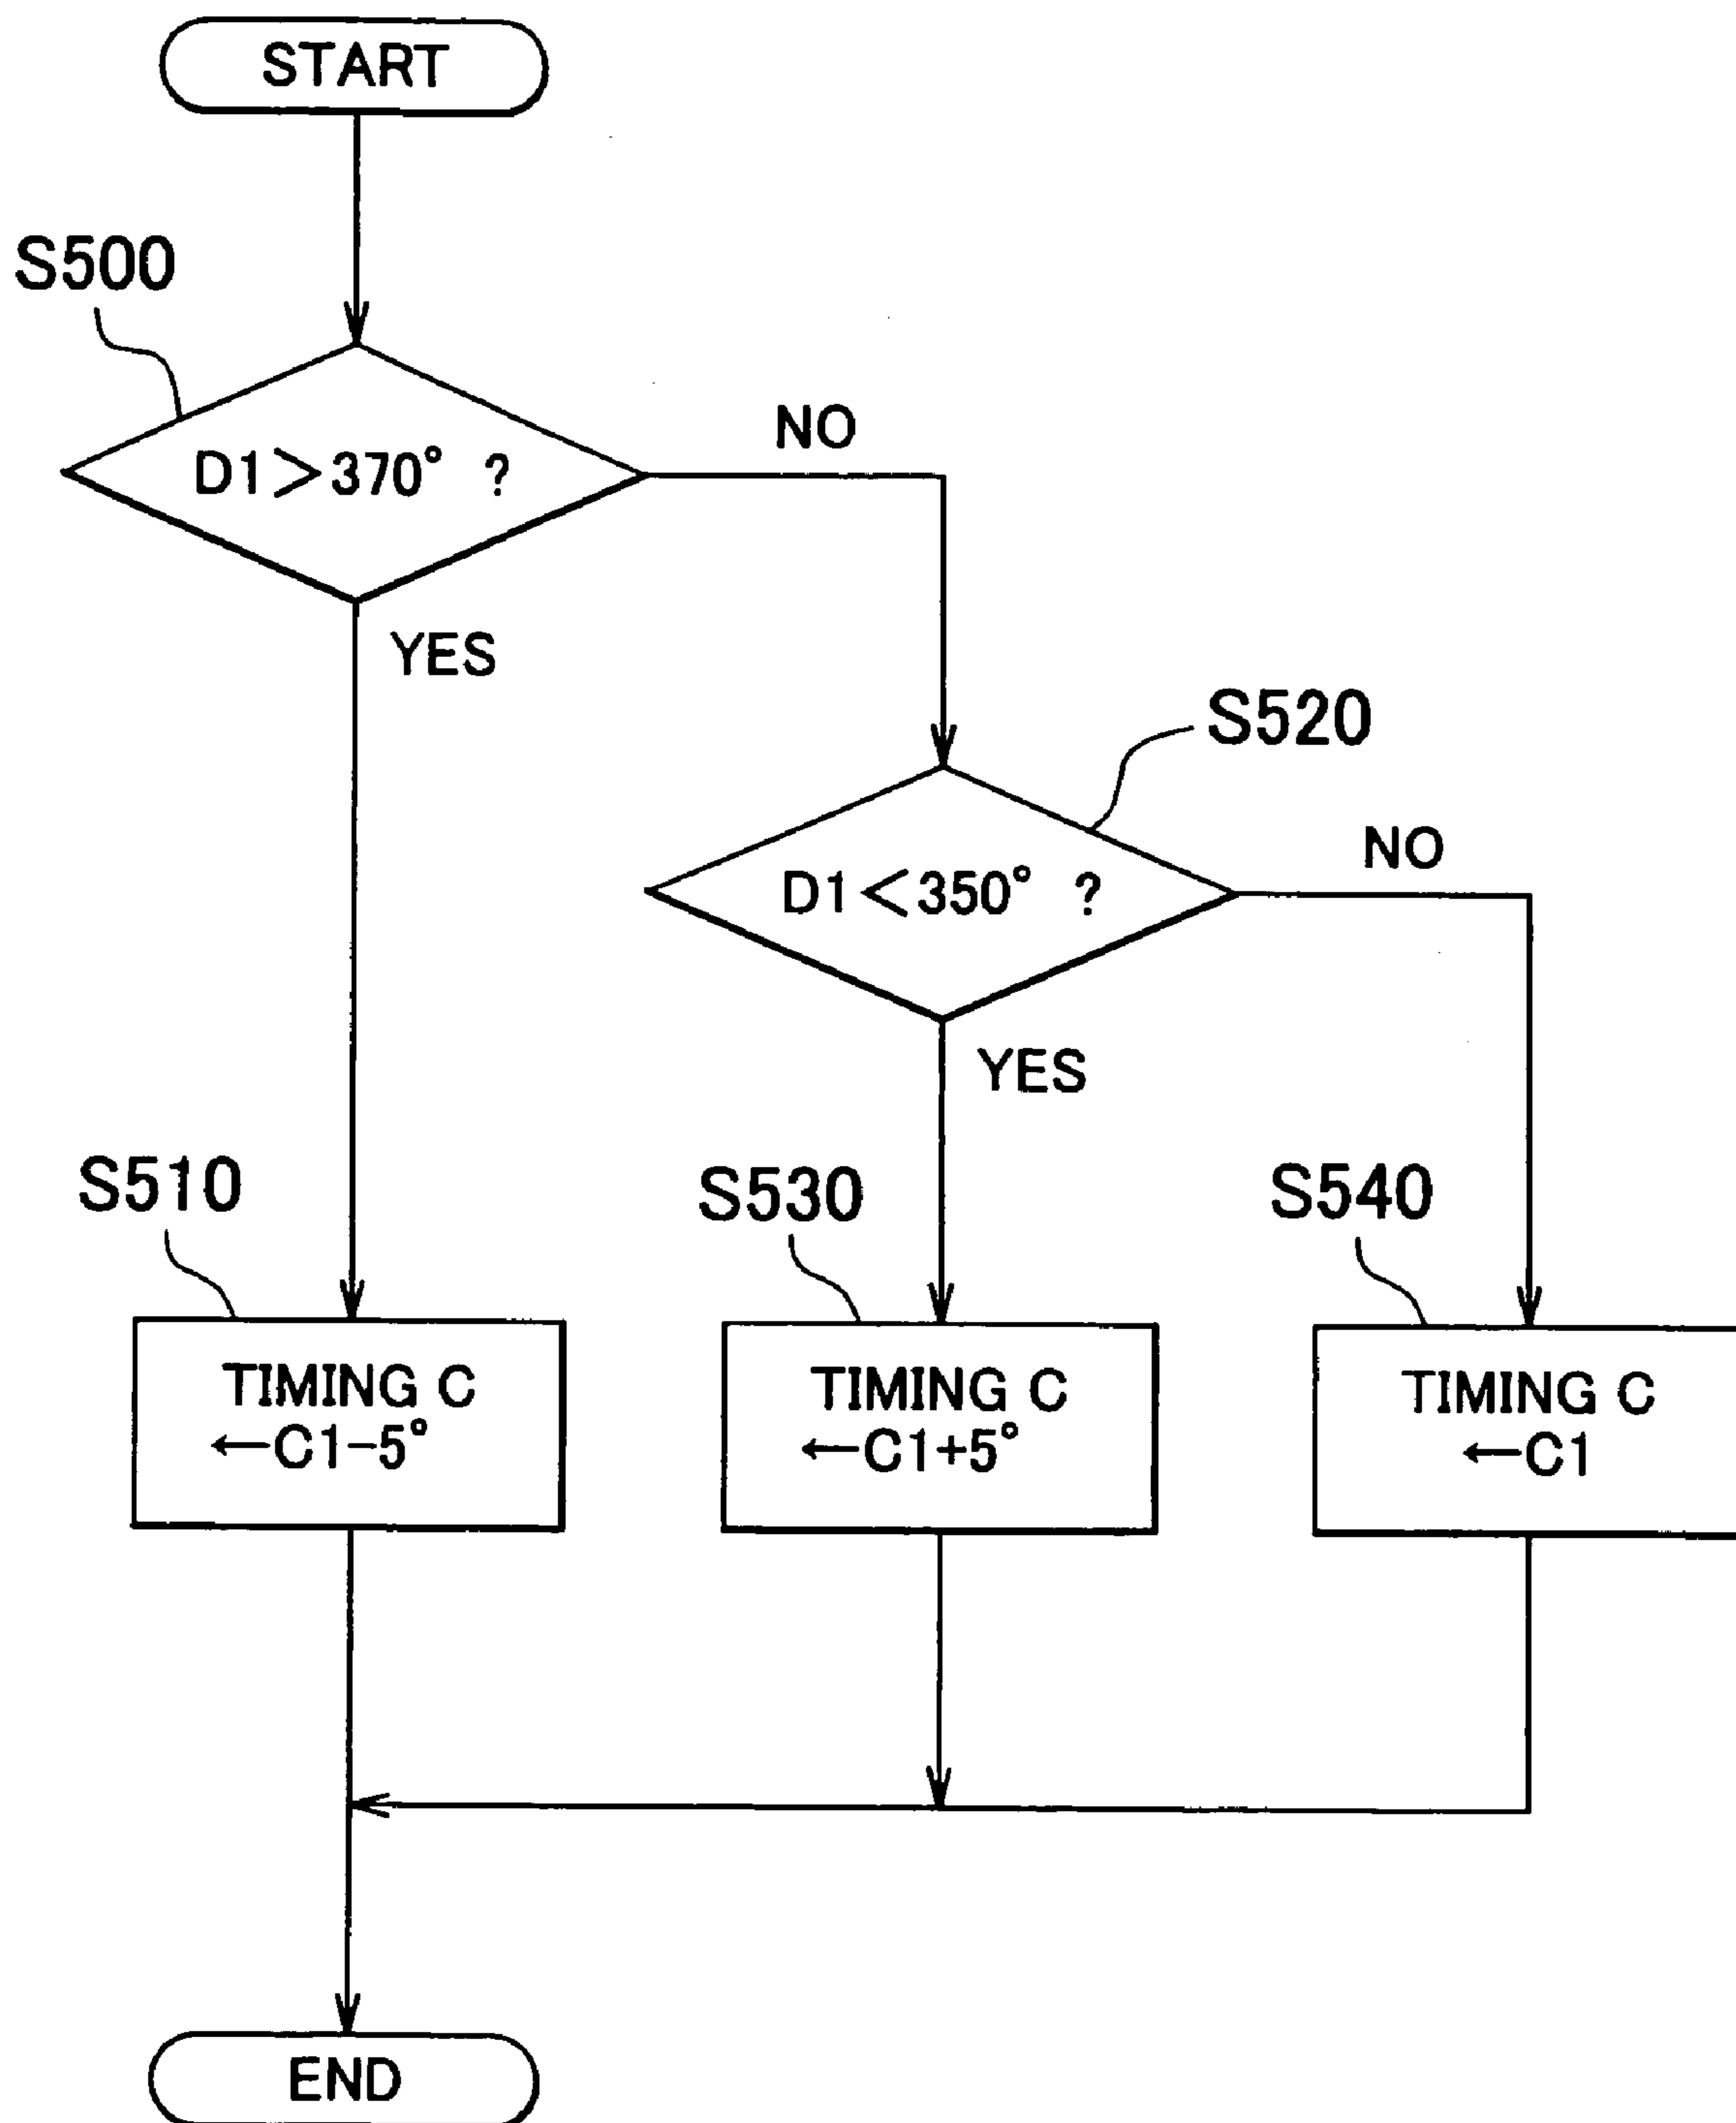 START
S500
D1＞370° ?
NO
YES
S520
D1＜350° ?
NO
YES
S510
S530
S540
TIMING C
←C1−5°
TIMING C
←C1+5°
TIMING C
←C1
END